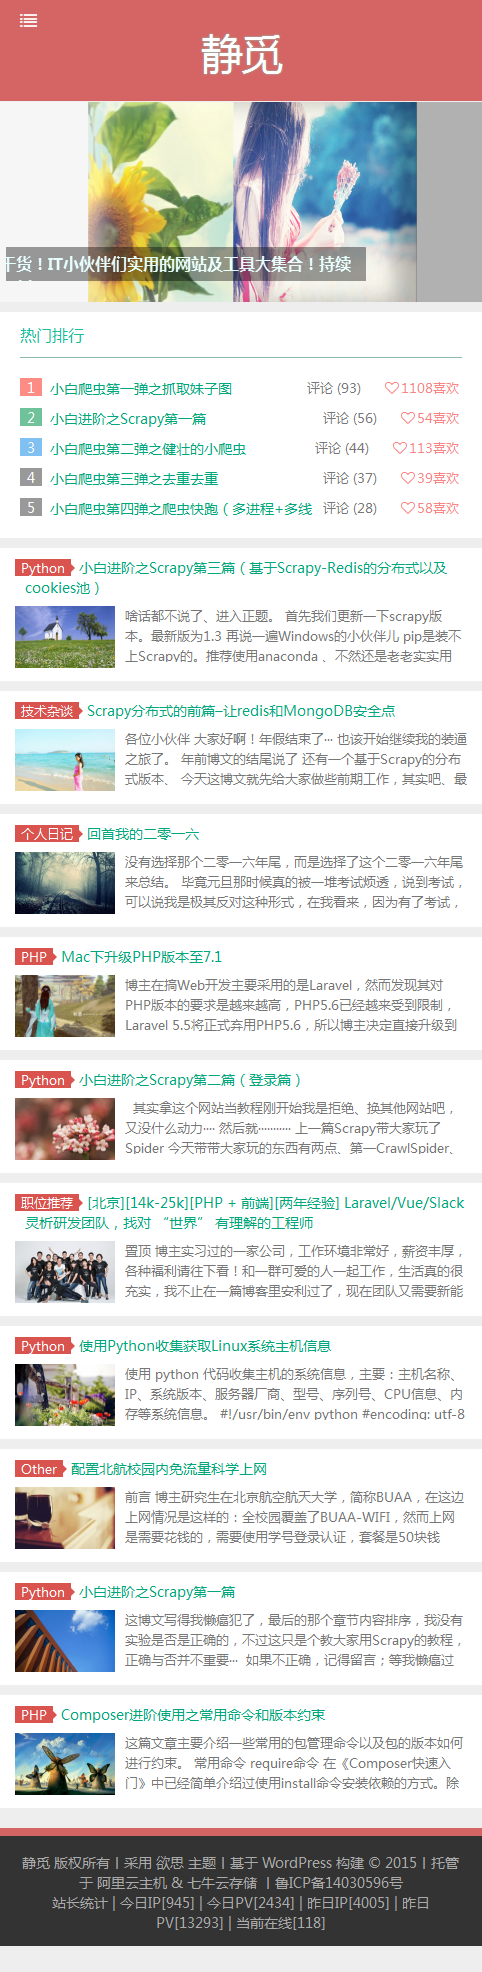 静觅
干货！IT小伙伴们实用的网站及工具大集合！持续
热门排行
1 小白爬虫第一弹之抓取妹子图 评论 (93) 1108喜欢
2 小白进阶之Scrapy第一篇 评论 (56) 54喜欢
3 小白爬虫第二弹之健壮的小爬虫 评论 (44) 113喜欢
4 小白爬虫第三弹之去重去重 评论 (37) 39喜欢
5 小白爬虫第四弹之爬虫快跑（多进程+多线 评论 (28) 58喜欢
Python 小白进阶之Scrapy第三篇（基于Scrapy-Redis的分布式以及
cookies池）
啥话都不说了、进入正题。 首先我们更新一下scrapy版
本。最新版为1.3 再说一遍Windows的小伙伴儿 pip是装不
上Scrapy的。推荐使用anaconda 、不然还是老老实实用
技术杂谈 Scrapy分布式的前篇–让redis和MongoDB安全点
各位小伙伴 大家好啊！年假结束了··· 也该开始继续我的装逼
之旅了。 年前博文的结尾说了 还有一个基于Scrapy的分布
式版本、 今天这博文就先给大家做些前期工作，其实吧、最
个人日记 回首我的二零一六
没有选择那个二零一六年尾，而是选择了这个二零一六年尾
来总结。 毕竟元旦那时候真的被一堆考试烦透，说到考试，
可以说我是极其反对这种形式，在我看来，因为有了考试，
PHP Mac下升级PHP版本至7.1
博主在搞Web开发主要采用的是Laravel，然而发现其对
PHP版本的要求是越来越高，PHP5.6已经越来受到限制，
Laravel 5.5将正式弃用PHP5.6，所以博主决定直接升级到
Python 小白进阶之Scrapy第二篇（登录篇）
其实拿这个网站当教程刚开始我是拒绝、换其他网站吧，
又没什么动力···· 然后就··········· 上一篇Scrapy带大家玩了
Spider 今天带带大家玩的东西有两点、第一CrawlSpider、
职位推荐 [北京][14k-25k][PHP + 前端][两年经验] Laravel/Vue/Slack
灵析研发团队，找对 “世界” 有理解的工程师
置顶 博主实习过的一家公司，工作环境非常好，薪资丰厚，
各种福利请往下看！和一群可爱的人一起工作，生活真的很
充实，我不止在一篇博客里安利过了，现在团队又需要新能
Python 使用Python收集获取Linux系统主机信息
使用 python 代码收集主机的系统信息，主要：主机名称、
IP、系统版本、服务器厂商、型号、序列号、CPU信息、内
存等系统信息。 #!/usr/bin/env python #encoding: utf-8
Other 配置北航校园内免流量科学上网
前言 博主研究生在北京航空航天大学，简称BUAA，在这边
上网情况是这样的：全校园覆盖了BUAA-WIFI，然而上网
是需要花钱的，需要使用学号登录认证，套餐是50块钱
Python 小白进阶之Scrapy第一篇
这博文写得我懒癌犯了，最后的那个章节内容排序，我没有
实验是否是正确的，不过这只是个教大家用Scrapy的教程，
正确与否并不重要··· 如果不正确，记得留言；等我懒癌过
PHP Composer进阶使用之常用命令和版本约束
这篇文章主要介绍一些常用的包管理命令以及包的版本如何
进行约束。 常用命令 require命令 在《Composer快速入
门》中已经简单介绍过使用install命令安装依赖的方式。除
静觅 版权所有丨采用 欲思 主题丨基于 WordPress 构建 © 2015丨托管
于 阿里云主机 & 七牛云存储 丨鲁ICP备14030596号
站长统计 | 今日IP[945] | 今日PV[2434] | 昨日IP[4005] | 昨日
PV[13293] | 当前在线[118]